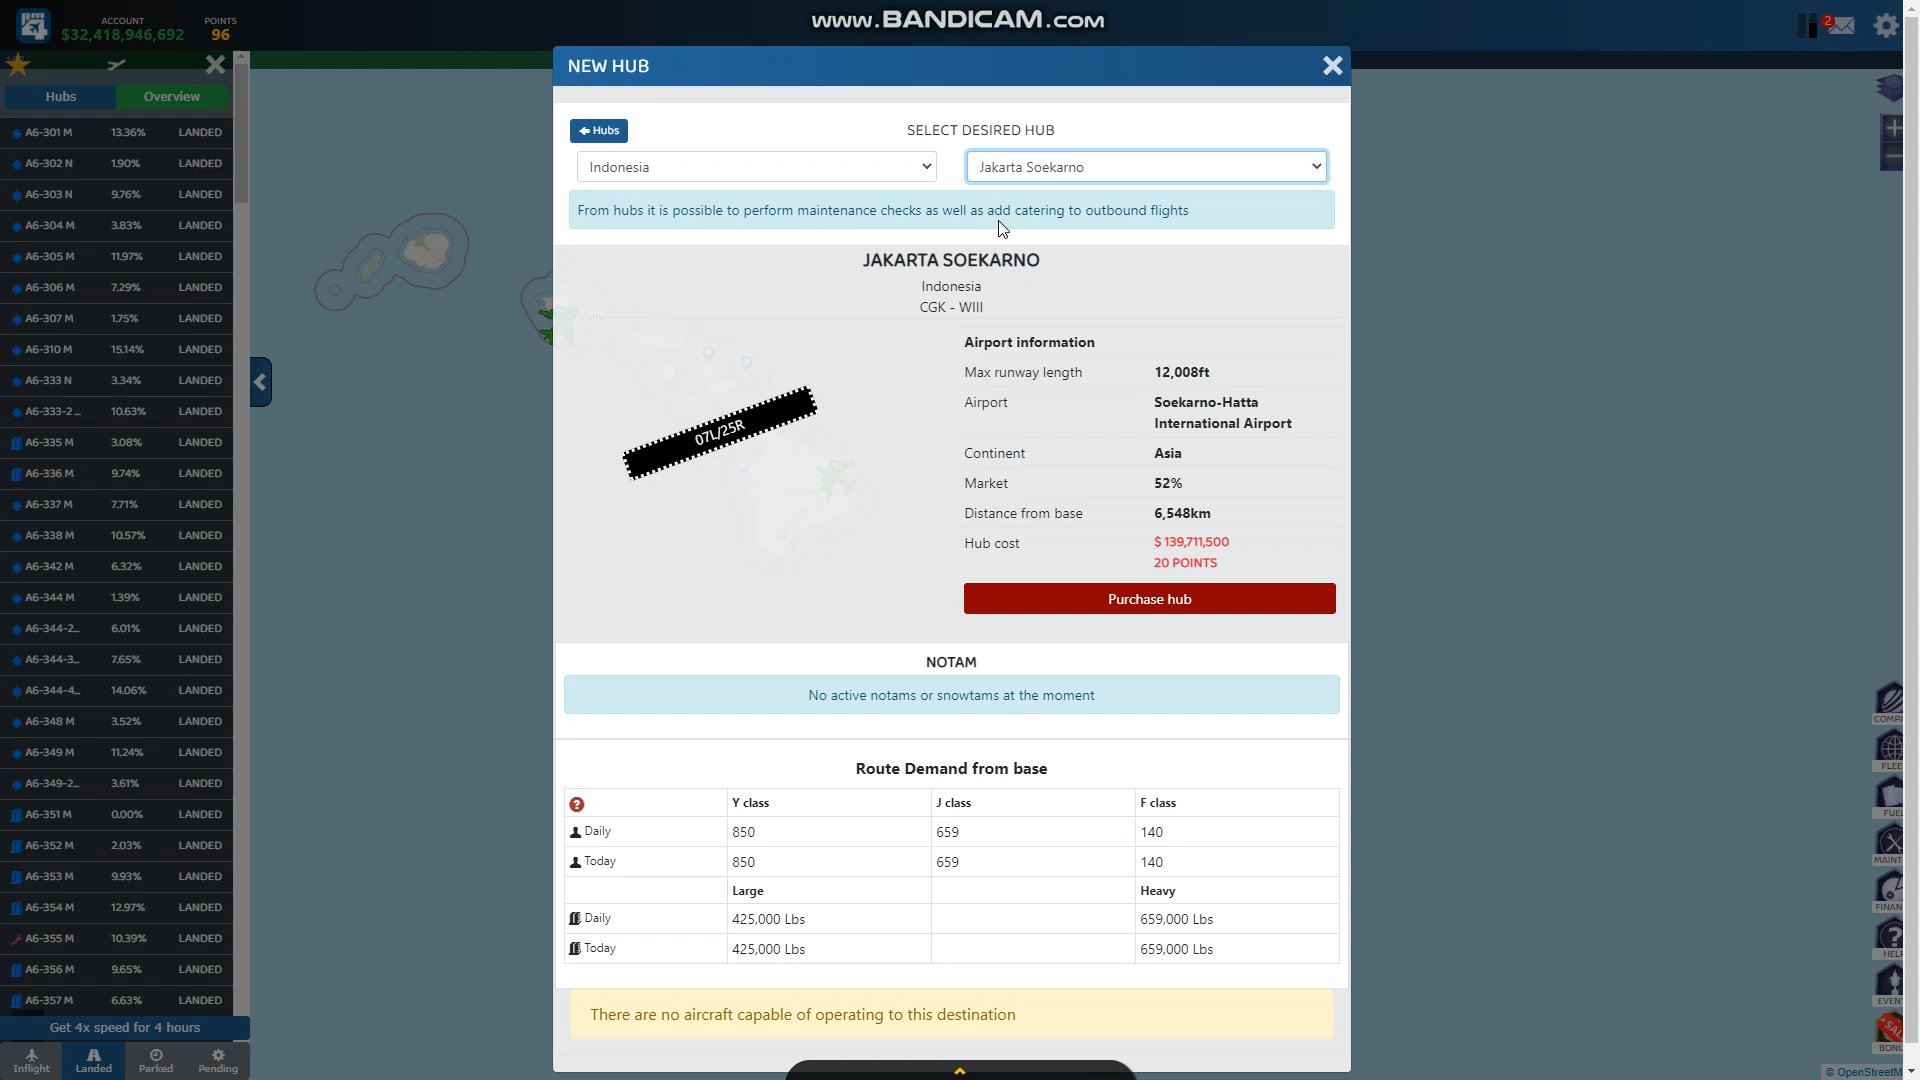 www.BANDICAM.com
ACCOUNT
$32,418,946,692
POINTS
96
2
Hubs
Overview
A6-301 M 13.36% LANDED
A6-302 N 1.90% LANDED
A6-303 N 9.76% LANDED
A6-304 M 3.83% LANDED
A6-305 M 11.97% LANDED
A6-306 M 7.29% LANDED
A6-307 M 1.75% LANDED
A6-310 M 15.14% LANDED
A6-333 N 3.34% LANDED
A6-333-2 ... 10.63% LANDED
A6-335 M 3.08% LANDED
A6-336 M 9.74% LANDED
A6-337 M 7.71% LANDED
A6-338 M 10.57% LANDED
A6-342 M 6.32% LANDED
A6-344 M 1.39% LANDED
A6-344-2... 6.01% LANDED
A6-344-3... 7.65% LANDED
A6-344-4... 14.06% LANDED
A6-348 M 3.52% LANDED
A6-349 M 11.24% LANDED
A6-349-2... 3.61% LANDED
A6-351 M 0.00% LANDED
A6-352 M 2.03% LANDED
A6-353 M 9.93% LANDED
A6-354 M 12.97% LANDED
A6-355 M 10.39% LANDED
A6-356 M 9.65% LANDED
A6-357 M 6.63% LANDED
Get 4x speed for 4 hours
Inflight
Landed
Parked
Pending
NEW HUB
Hubs
SELECT DESIRED HUB
Indonesia
Jakarta Soekarno
From hubs it is possible to perform maintenance checks as well as add catering to outbound flights
JAKARTA SOEKARNO
Indonesia
CGK - WIII
07L/25R
Airport information
Max runway length 12,008ft
Airport Soekarno-Hatta
International Airport
Continent Asia
Market 52%
Distance from base 6,548km
Hub cost $ 139,711,500
20 POINTS
Purchase hub
NOTAM
No active notams or snowtams at the moment
Route Demand from base
? Y class J class F class
Daily 850 659 140
Today 850 659 140
Large Heavy
Daily 425,000 Lbs 659,000 Lbs
Today 425,000 Lbs 659,000 Lbs
There are no aircraft capable of operating to this destination
COMPA
FLEE
FUEL
MAINT
FINAN
HELP
EVENT
SAL
BONU
© OpenStreetM